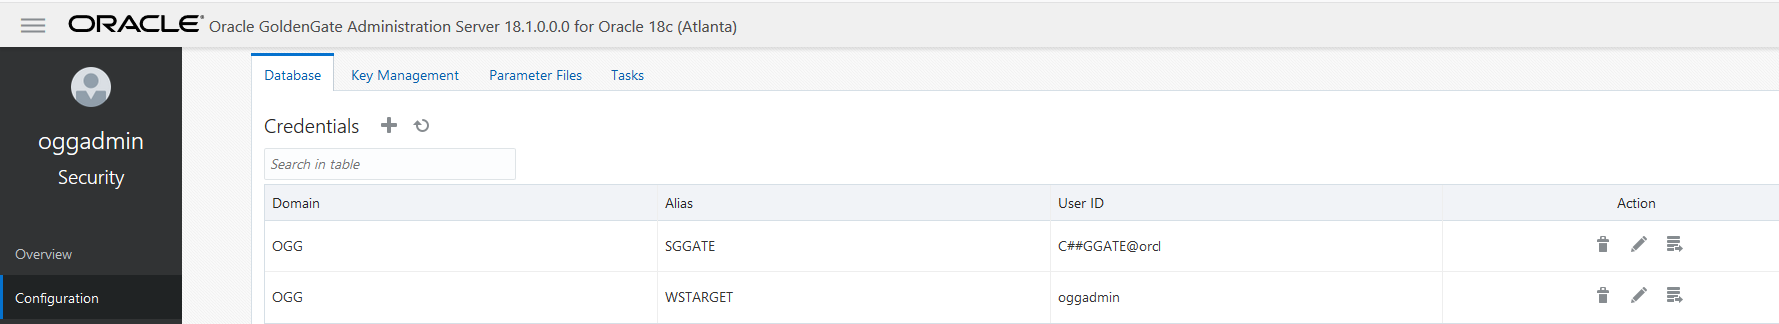 ORACLE Oracle GoldenGate Administration Server 18.1.0.0.0 for Oracle 18c (Atlanta)
oggadmin
Security
Overview
Configuration
Database Key Management Parameter Files Tasks
Credentials
Search in table
Domain Alias User ID Action
OGG SGGATE C##GGATE@orcl
OGG WSTARGET oggadmin